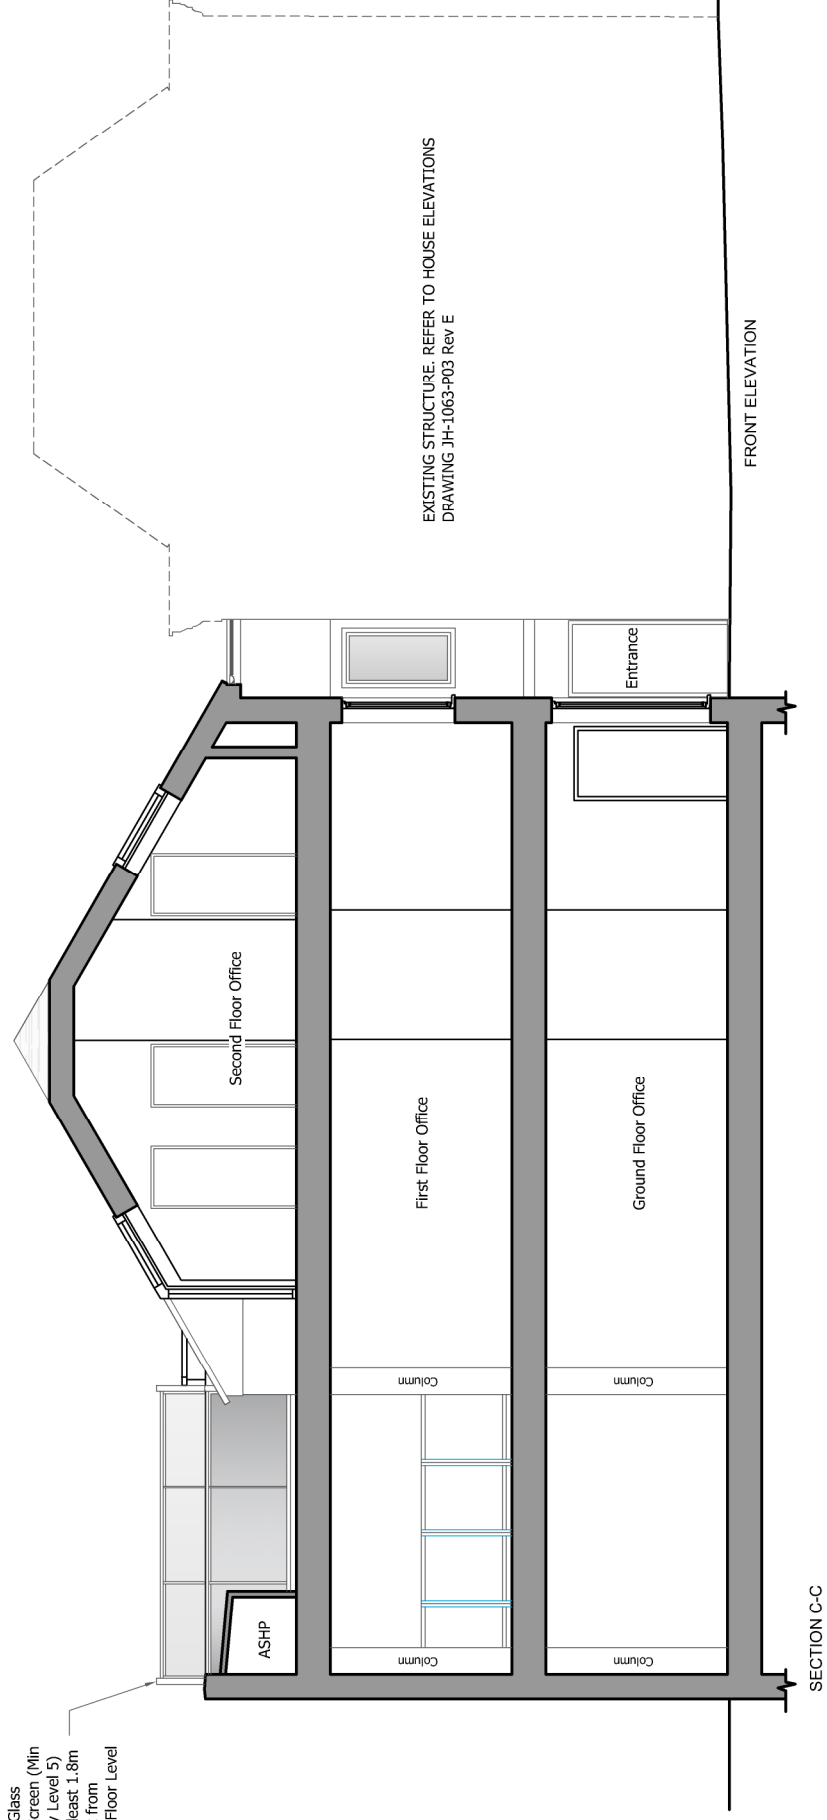 Glass
creen (Min
Level 5)
least 1.8m
from
Floor Level
ASHP
Second Floor Office
First Floor Office
Ground Floor Office
Column
Column
Column
Column
Entrance
EXISTING STRUCTURE. REFER TO HOUSE ELEVATIONS
DRAWING JH-1063-P03 Rev E
SECTION C-C
FRONT ELEVATION